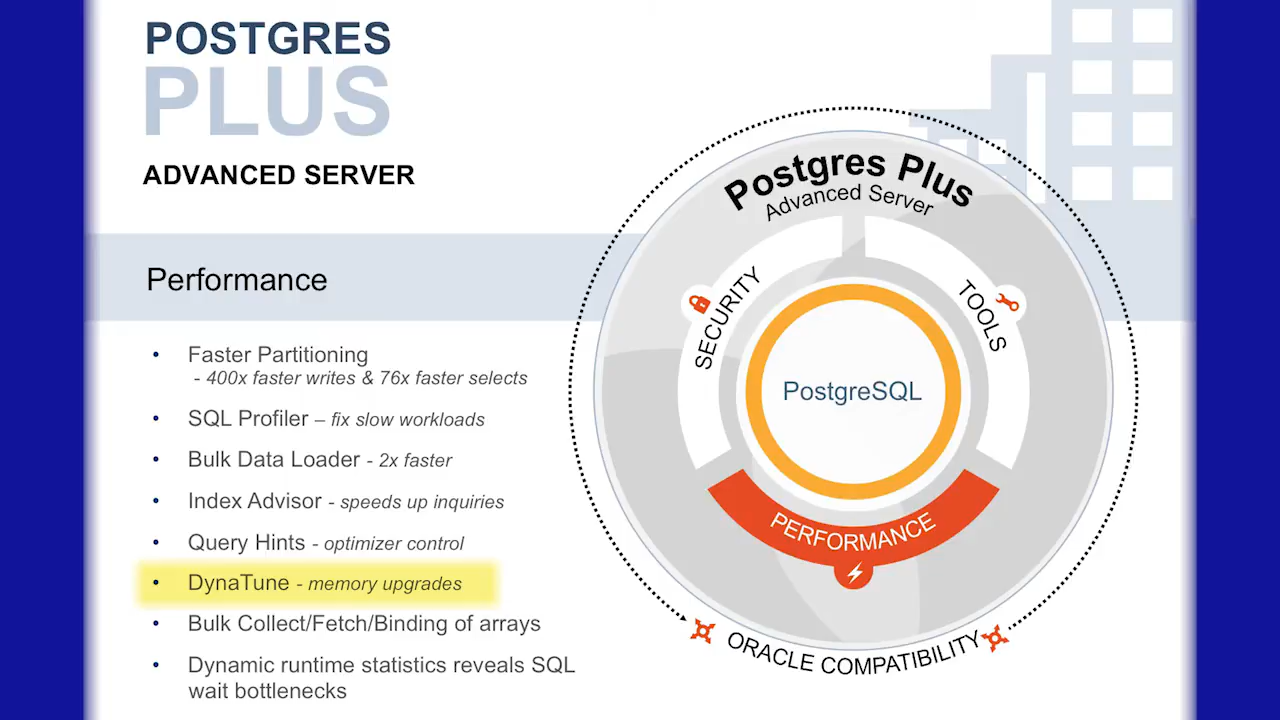 POSTGRES
PLUS
ADVANCED SERVER
Performance
• Faster Partitioning
- 400x faster writes & 76x faster selects
• SQL Profiler – fix slow workloads
• Bulk Data Loader - 2x faster
• Index Advisor - speeds up inquiries
• Query Hints - optimizer control
• DynaTune - memory upgrades
• Bulk Collect/Fetch/Binding of arrays
• Dynamic runtime statistics reveals SQL
wait bottlenecks
Postgres Plus
Advanced Server
SECURITY
TOOLS
PostgreSQL
PERFORMANCE
ORACLE COMPATIBILITY